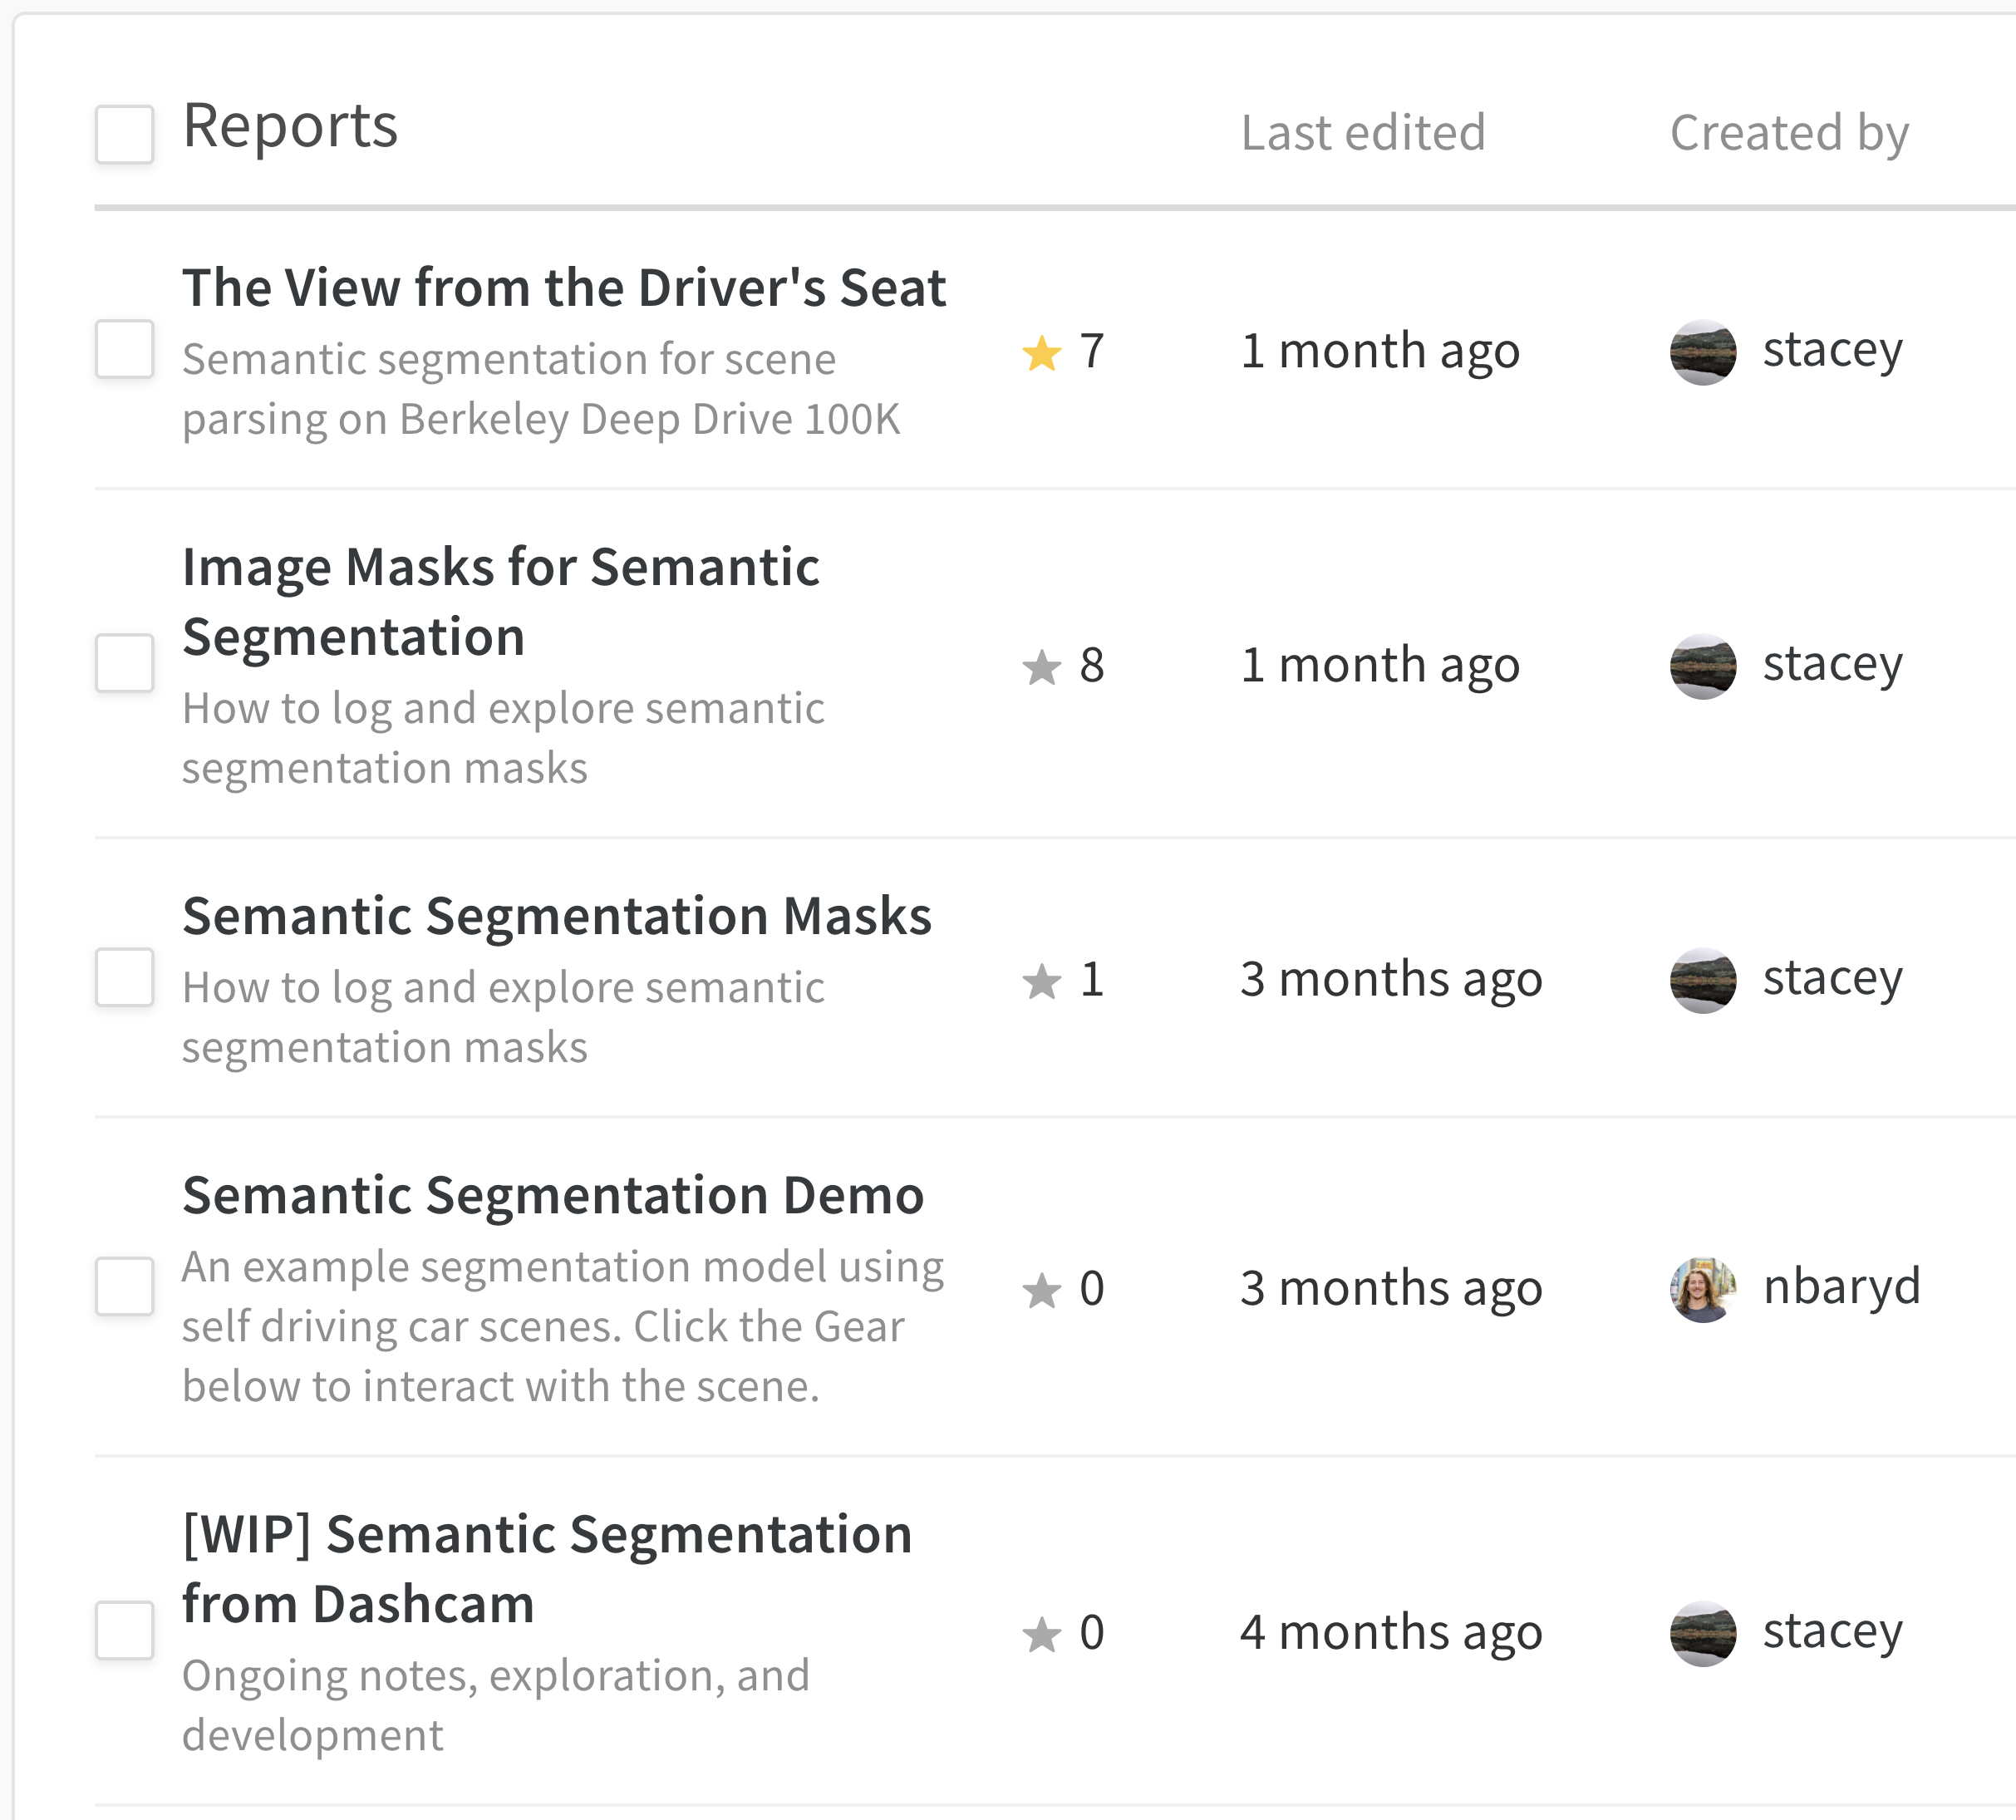 Reports Last edited Created by
The View from the Driver's Seat
Semantic segmentation for scene
parsing on Berkeley Deep Drive 100K
7 1 month ago stacey
Image Masks for Semantic
Segmentation
How to log and explore semantic
segmentation masks
8 1 month ago stacey
Semantic Segmentation Masks
How to log and explore semantic
segmentation masks
1 3 months ago stacey
Semantic Segmentation Demo
An example segmentation model using
self driving car scenes. Click the Gear
below to interact with the scene.
0 3 months ago nbaryd
[WIP] Semantic Segmentation
from Dashcam
Ongoing notes, exploration, and
development
0 4 months ago stacey